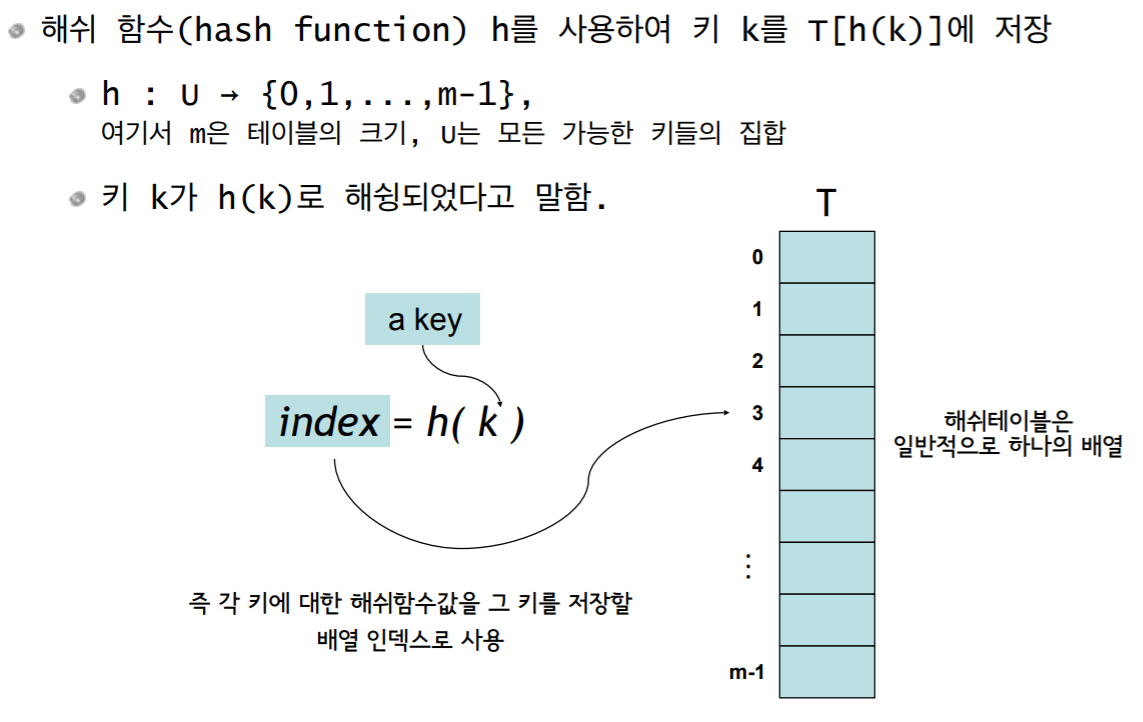 해쉬 함수(hash function) h를 사용하여 키 k를 T[h(k)]에 저장
h : U → {0,1,...,m-1},
여기서 m은 테이블의 크기, U는 모든 가능한 키들의 집합
키 k가 h(k)로 해슁되었다고 말함.
T
0
1
2
3
4
⋮
m-1
a key
index = h( k )
해쉬테이블은
일반적으로 하나의 배열
즉 각 키에 대한 해쉬함수값을 그 키를 저장할
배열 인덱스로 사용